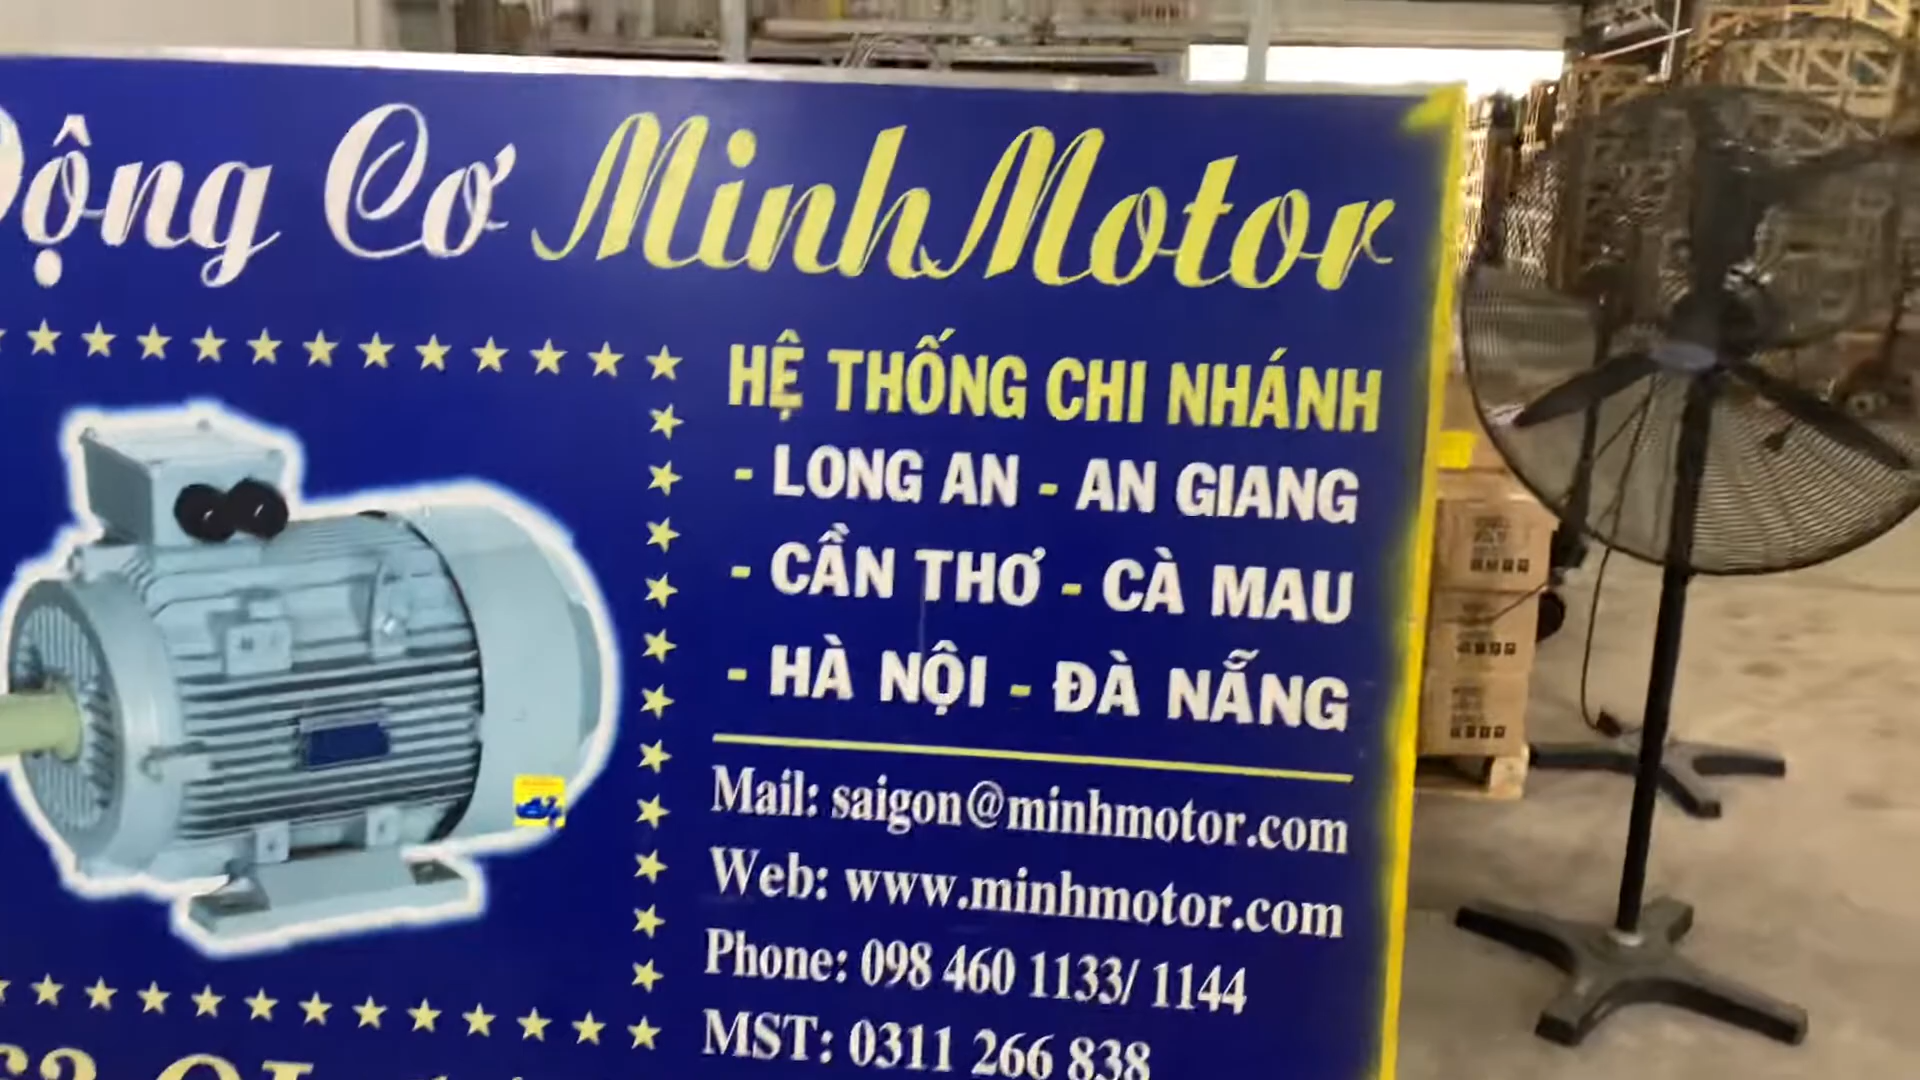 Động Cơ MinhMotor
HỆ THỐNG CHI NHÁNH
- LONG AN - AN GIANG
- CẦN THƠ - CÀ MAU
- HÀ NỘI - ĐÀ NẴNG
Mail: saigon@minhmotor.com
Web: www.minhmotor.com
Phone: 098 460 1133/ 1144
MST: 0311 266 838